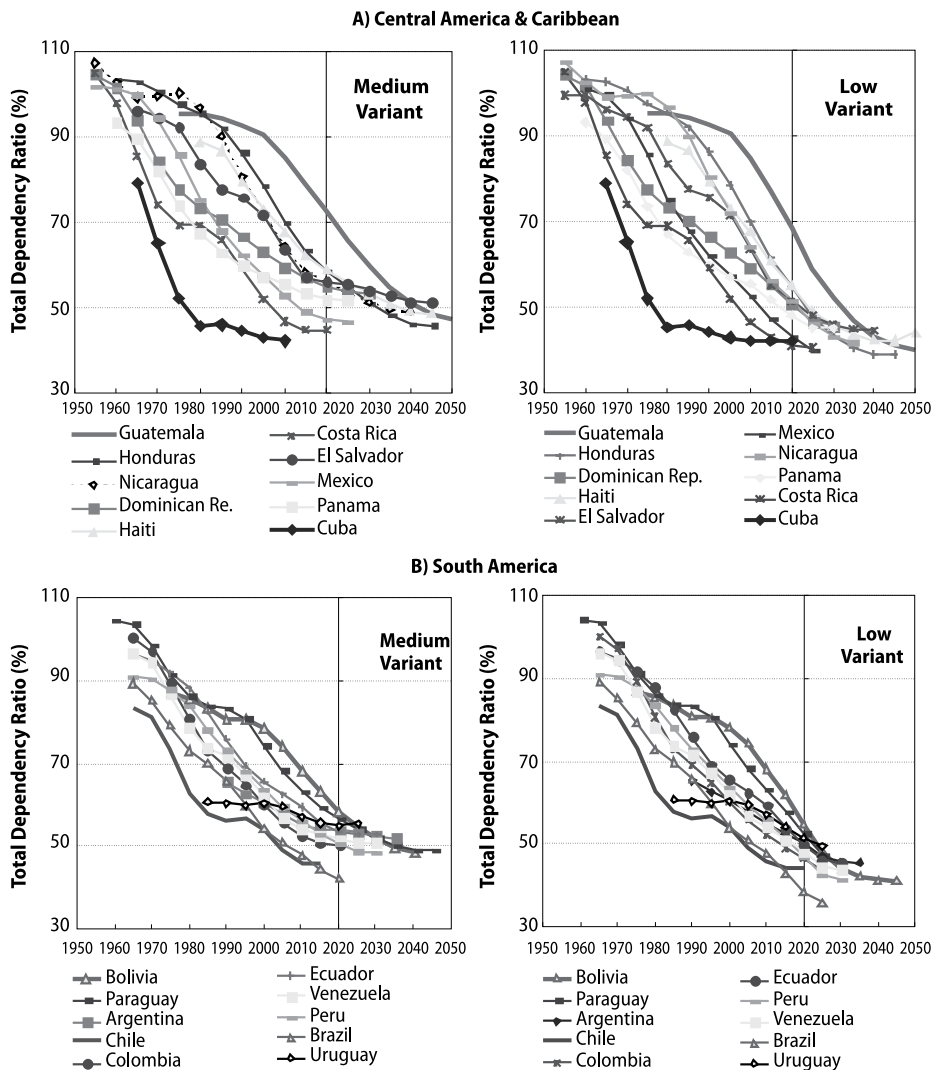 A) Central America & Caribbean
Total Dependency Ratio (%)
110
90
70
50
30
Medium
Variant
1950 1960 1970 1980 1990 2000 2010 2020 2030 2040 2050
Guatemala
Honduras
Nicaragua
Dominican Re.
Haiti
Costa Rica
El Salvador
Mexico
Panama
Cuba
Total Dependency Ratio (%)
110
90
70
50
30
Low
Variant
1950 1960 1970 1980 1990 2000 2010 2020 2030 2040 2050
Guatemala
Honduras
Dominican Rep.
Haiti
El Salvador
Mexico
Nicaragua
Panama
Costa Rica
Cuba
B) South America
Total Dependency Ratio (%)
110
90
70
50
30
Medium
Variant
1950 1960 1970 1980 1990 2000 2010 2020 2030 2040 2050
Bolivia
Paraguay
Argentina
Chile
Colombia
Ecuador
Venezuela
Peru
Brazil
Uruguay
Total Dependency Ratio (%)
110
90
70
50
30
Low
Variant
1950 1960 1970 1980 1990 2000 2010 2020 2030 2040 2050
Bolivia
Paraguay
Argentina
Chile
Colombia
Ecuador
Peru
Venezuela
Brazil
Uruguay